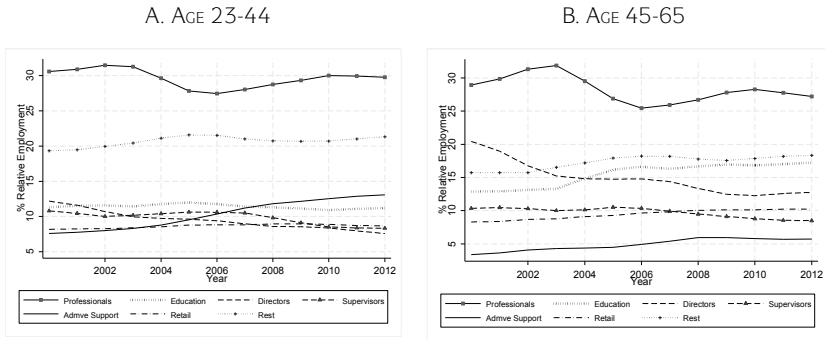 A. AGE 23-44
B. AGE 45-65
% Relative Employment
30
25
20
15
10
5
2002 2004 2006 2008 2010 2012
Year
Professionals Education Directors Supervisors
Admve Support Retail Rest
% Relative Employment
30
25
20
15
10
5
2002 2004 2006 2008 2010 2012
Year
Professionals Education Directors Supervisors
Admve Support Retail Rest